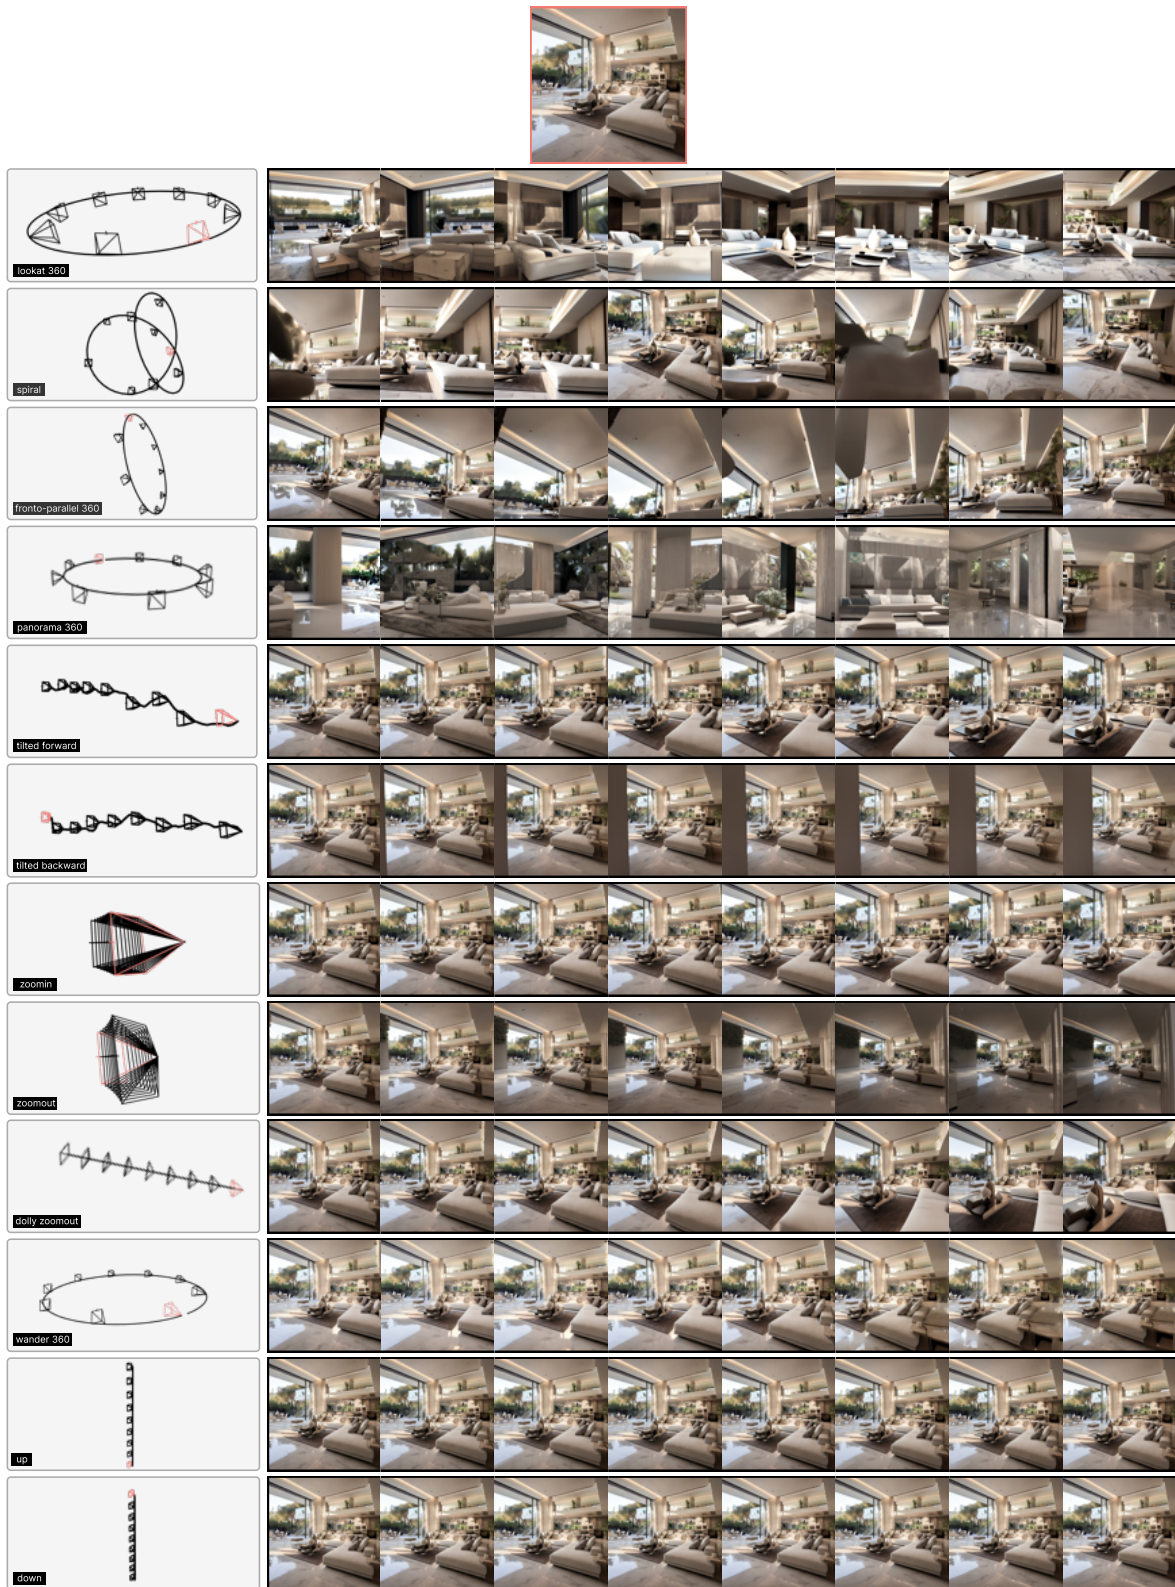 lookat 360
spiral
fronto-parallel 360
panorama 360
tilted forward
tilted backward
zoomin
zoomout
dolly zoomout
wander 360
up
down